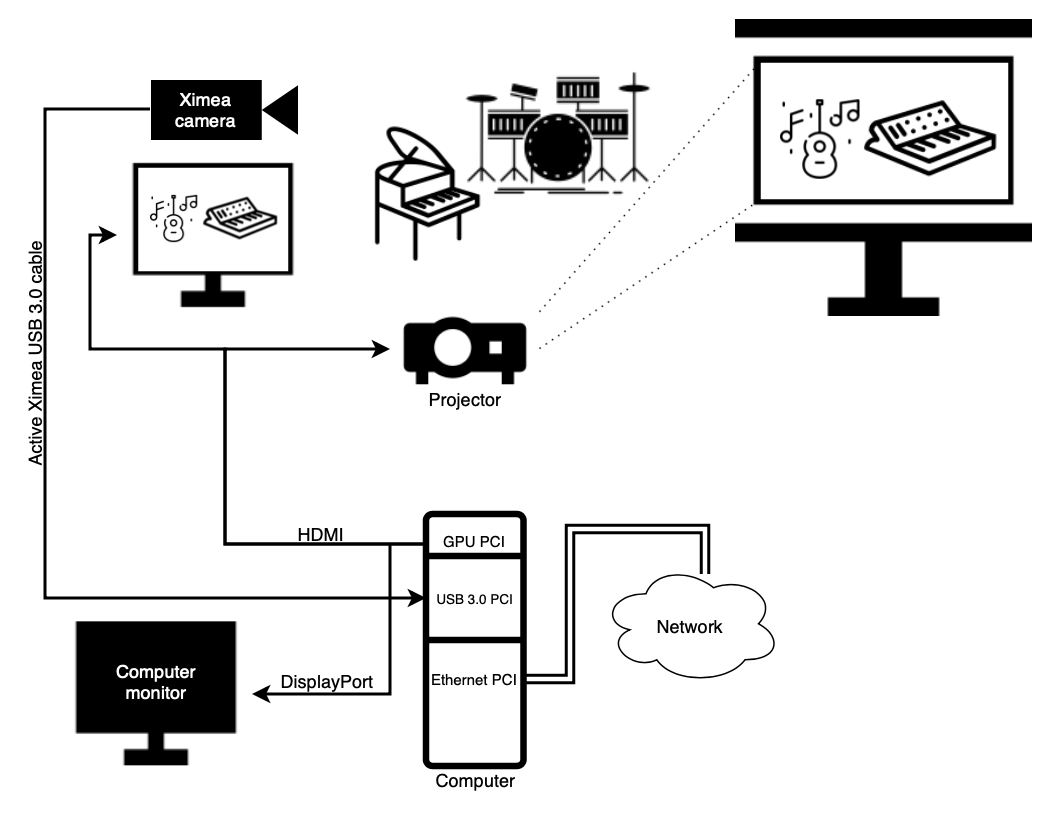 Ximea
camera
Active Ximea USB 3.0 cable
Projector
HDMI
GPU PCI
USB 3.0 PCI
Network
Computer
monitor
DisplayPort
Ethernet PCI
Computer